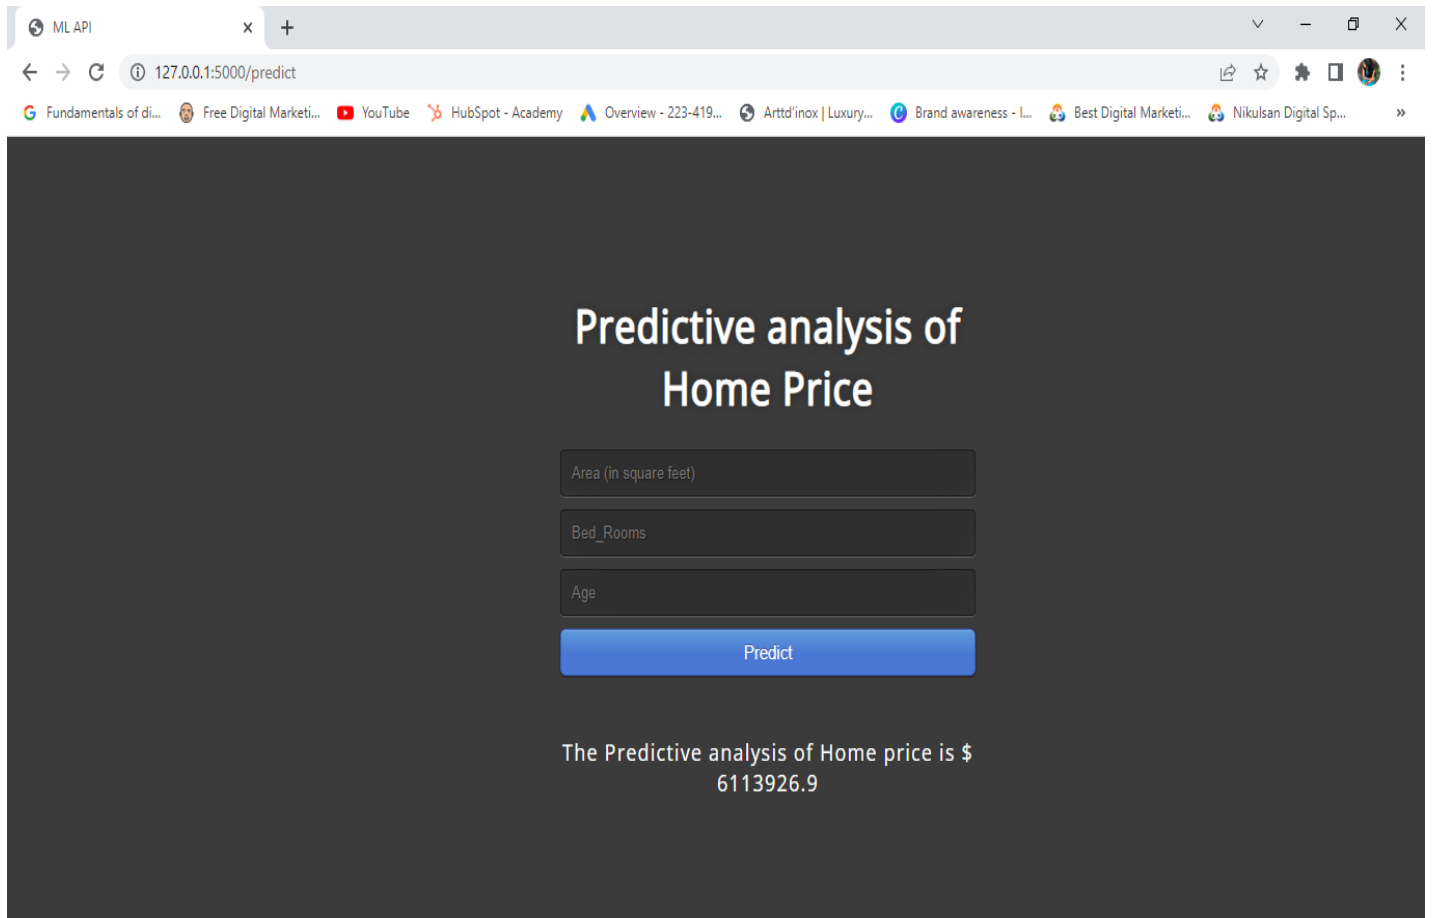 ML API
127.0.0.1:5000/predict
Fundamentals of di... Free Digital Marketi... YouTube HubSpot - Academy Overview - 223-419... Arttd'inox | Luxury... Brand awareness - I... Best Digital Marketi... Nikulsan Digital Sp... »
Predictive analysis of
Home Price
Area (in square feet)
Bed_Rooms
Age
Predict
The Predictive analysis of Home price is $
6113926.9